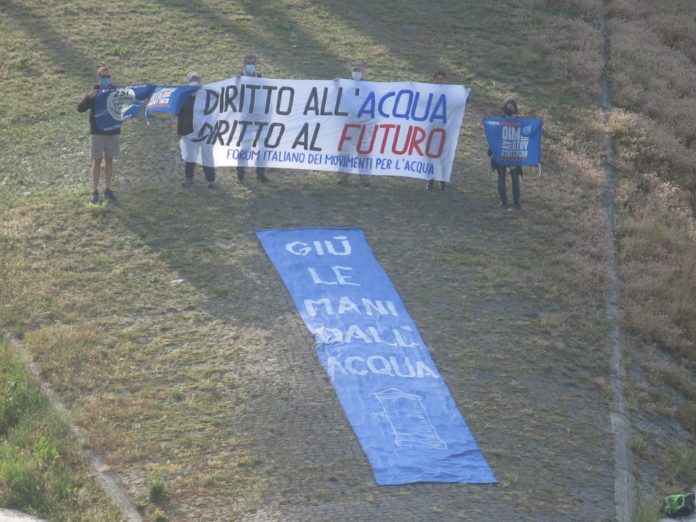 DIRITTO ALL'ACQUA
DIRITTO AL FUTURO
FORUM ITALIANO DEI MOVIMENTI PER L'ACQUA
GIÙ
LE
MANI
DALL'
ACQUA